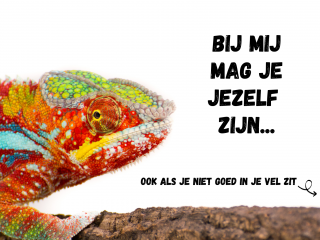 BIJ MIJ
MAG JE
JEZELF
ZIJN...
OOK ALS JE NIET GOED IN JE VEL ZIT